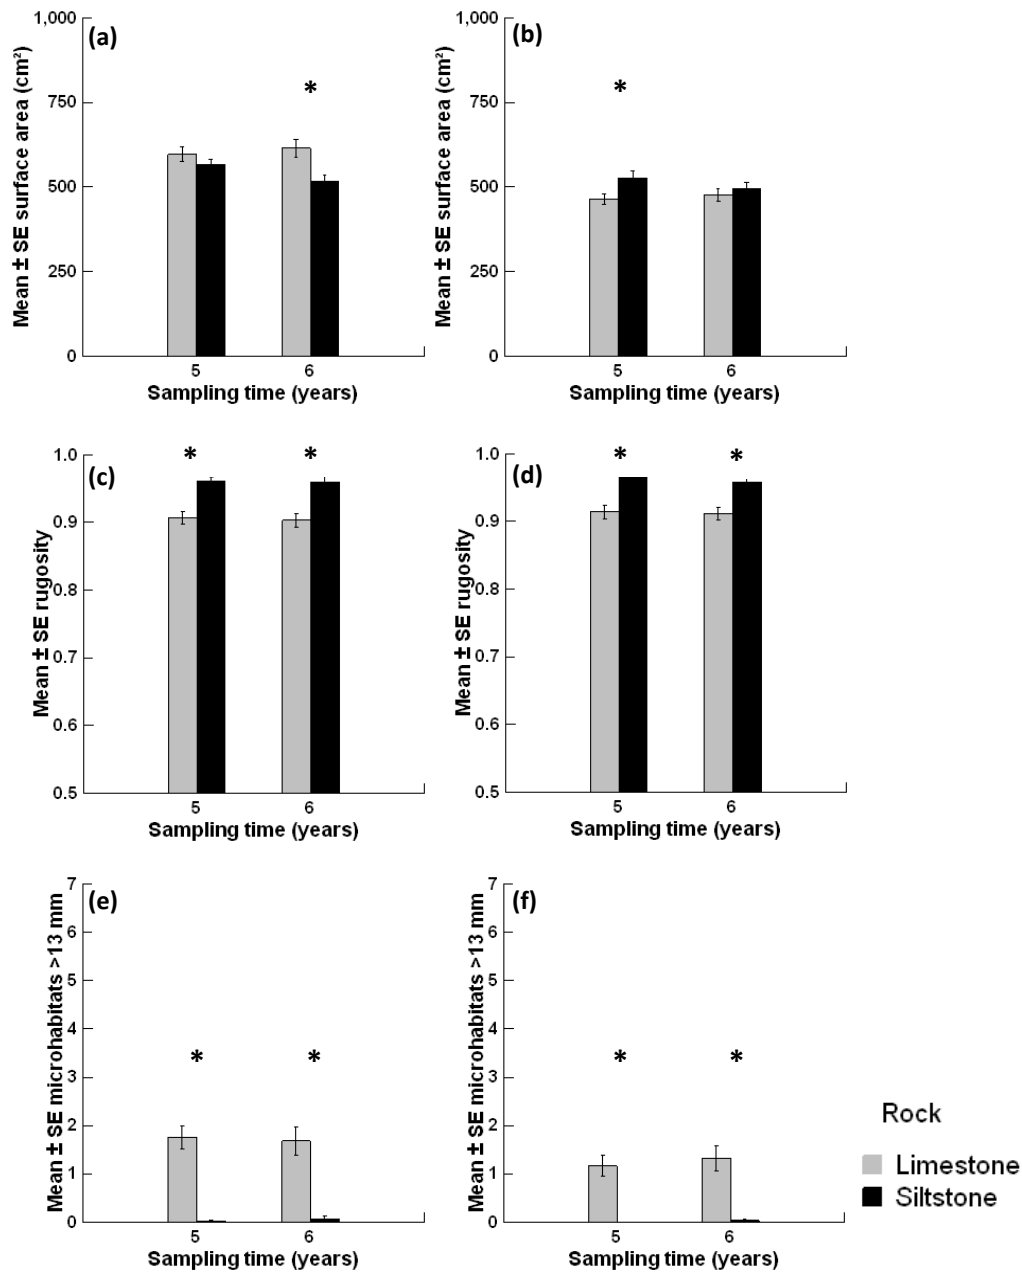 (a)
Mean ± SE surface area (cm²)
1,000
750
500
250
0
*
5
6
Sampling time (years)
(b)
Mean ± SE surface area (cm²)
1,000
750
500
250
0
*
5
6
Sampling time (years)
(c)
Mean ± SE rugosity
1.0
0.9
0.8
0.7
0.6
0.5
*
*
5
6
Sampling time (years)
(d)
Mean ± SE rugosity
1.0
0.9
0.8
0.7
0.6
0.5
*
*
5
6
Sampling time (years)
(e)
Mean ± SE microhabitats >13 mm
7
6
5
4
3
2
1
0
*
*
5
6
Sampling time (years)
(f)
Mean ± SE microhabitats >13 mm
7
6
5
4
3
2
1
0
*
*
5
6
Sampling time (years)
Rock
Limestone
Siltstone